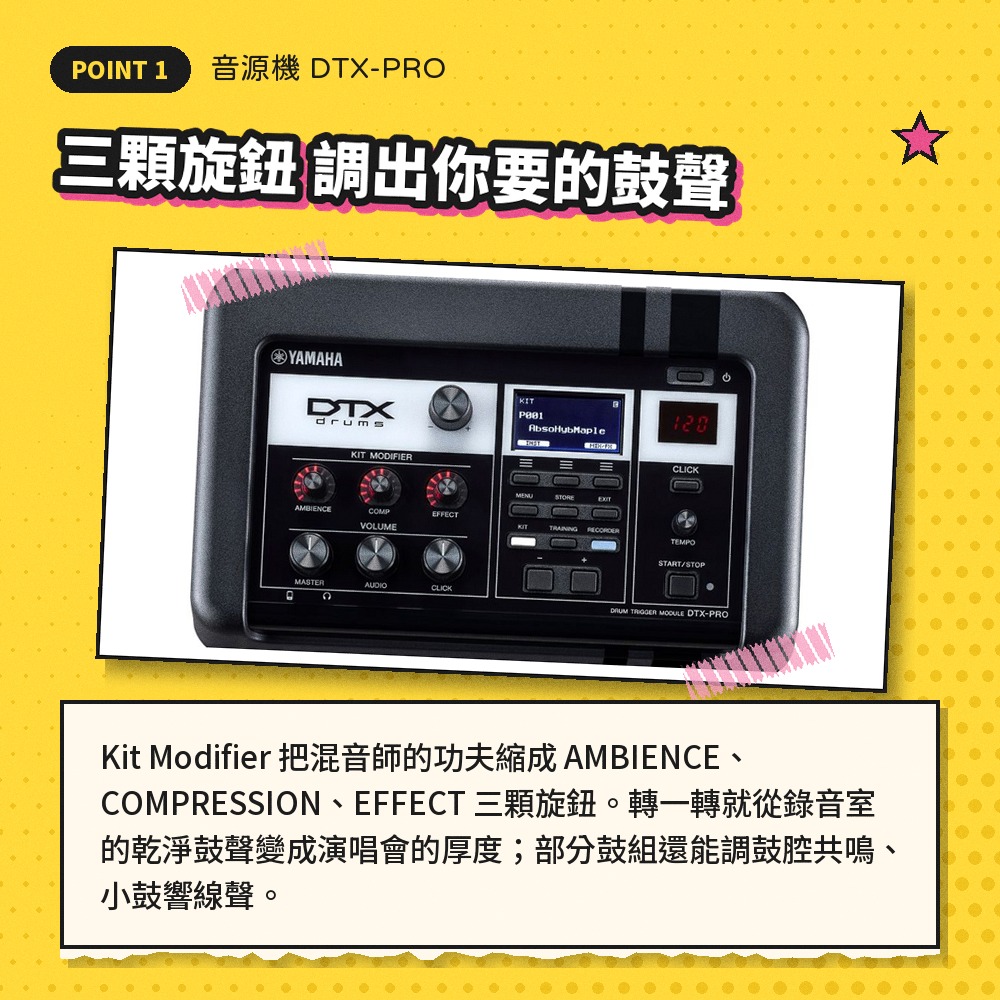 POINT 1
音源機 DTX-PRO
三顆旋鈕 調出你要的鼓聲
YAMAHA
DTX
drums
KIT MODIFIER
AMBIENCE COMP EFFECT
VOLUME
MASTER AUDIO CLICK
KIT
P001
AbsoHybMaple
INST MIX/FX
MENU STORE EXIT
KIT TRAINING RECORDER
- +
120
CLICK
TEMPO
START/STOP
DRUM TRIGGER MODULE DTX-PRO
Kit Modifier 把混音師的功夫縮成 AMBIENCE、
COMPRESSION、EFFECT 三顆旋鈕。轉一轉就從錄音室
的乾淨鼓聲變成演唱會的厚度；部分鼓組還能調鼓腔共鳴、
小鼓響線聲。